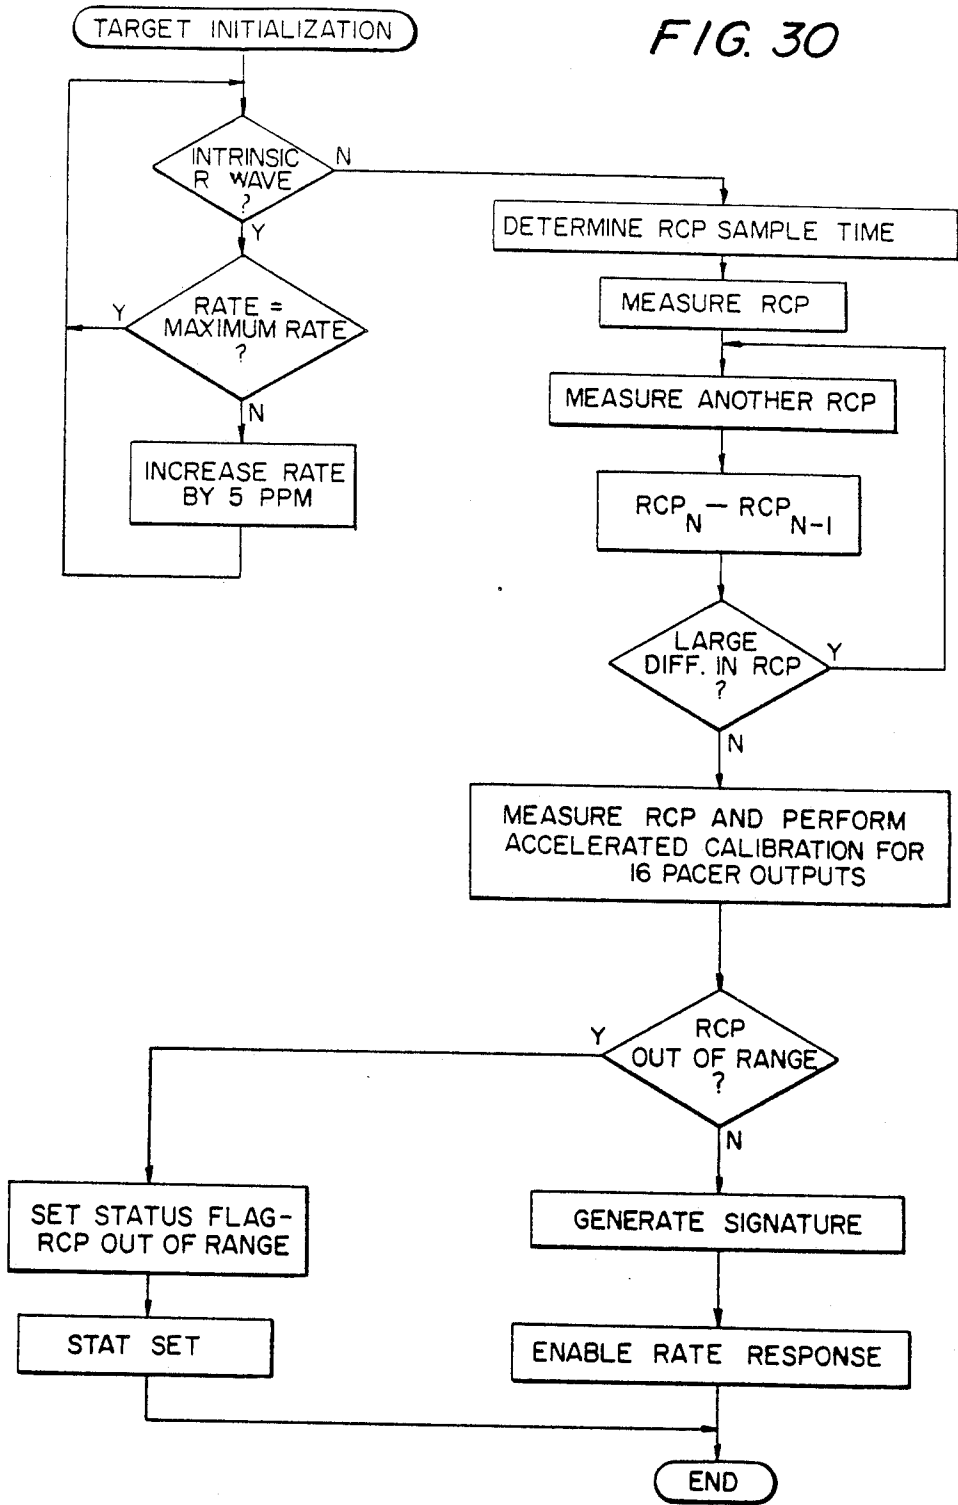 TARGET INITIALIZATION
FIG. 30
INTRINSIC
R WAVE
?
N
Y
DETERMINE RCP SAMPLE TIME
MEASURE RCP
RATE =
MAXIMUM RATE
?
Y
N
MEASURE ANOTHER RCP
INCREASE RATE
BY 5 PPM
RCP_N − RCP_N−1
LARGE
DIFF. IN RCP
?
Y
N
MEASURE RCP AND PERFORM
ACCELERATED CALIBRATION FOR
16 PACER OUTPUTS
RCP
OUT OF RANGE
?
Y
N
SET STATUS FLAG-
RCP OUT OF RANGE
GENERATE SIGNATURE
STAT SET
ENABLE RATE RESPONSE
END